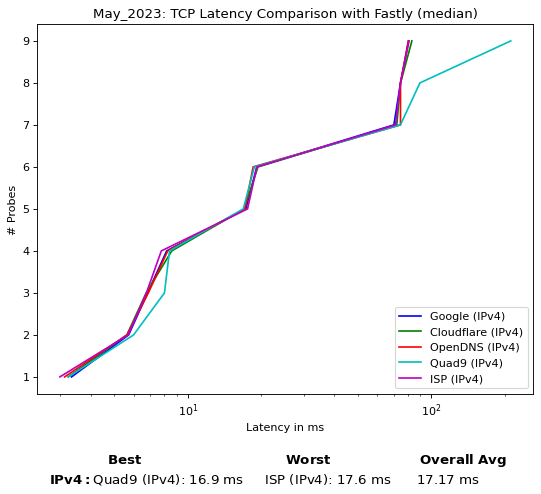 May_2023: TCP Latency Comparison with Fastly (median)
9
8
7
6
5
4
3
2
1
# Probes
Google (IPv4)
Cloudflare (IPv4)
OpenDNS (IPv4)
Quad9 (IPv4)
ISP (IPv4)
10¹ 10²
Latency in ms
Best Worst Overall Avg
IPv4: Quad9 (IPv4): 16.9 ms ISP (IPv4): 17.6 ms 17.17 ms